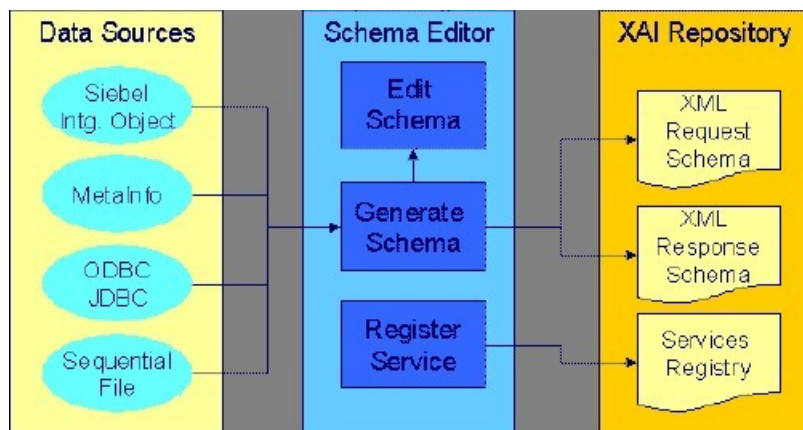 Data Sources
Siebel
Intg. Object
MetaInfo
ODBC
JDBC
Sequential
File
Schema Editor
Edit
Schema
Generate
Schema
Register
Service
XAI Repository
XML
Request
Schema
XML
Response
Schema
Services
Registry